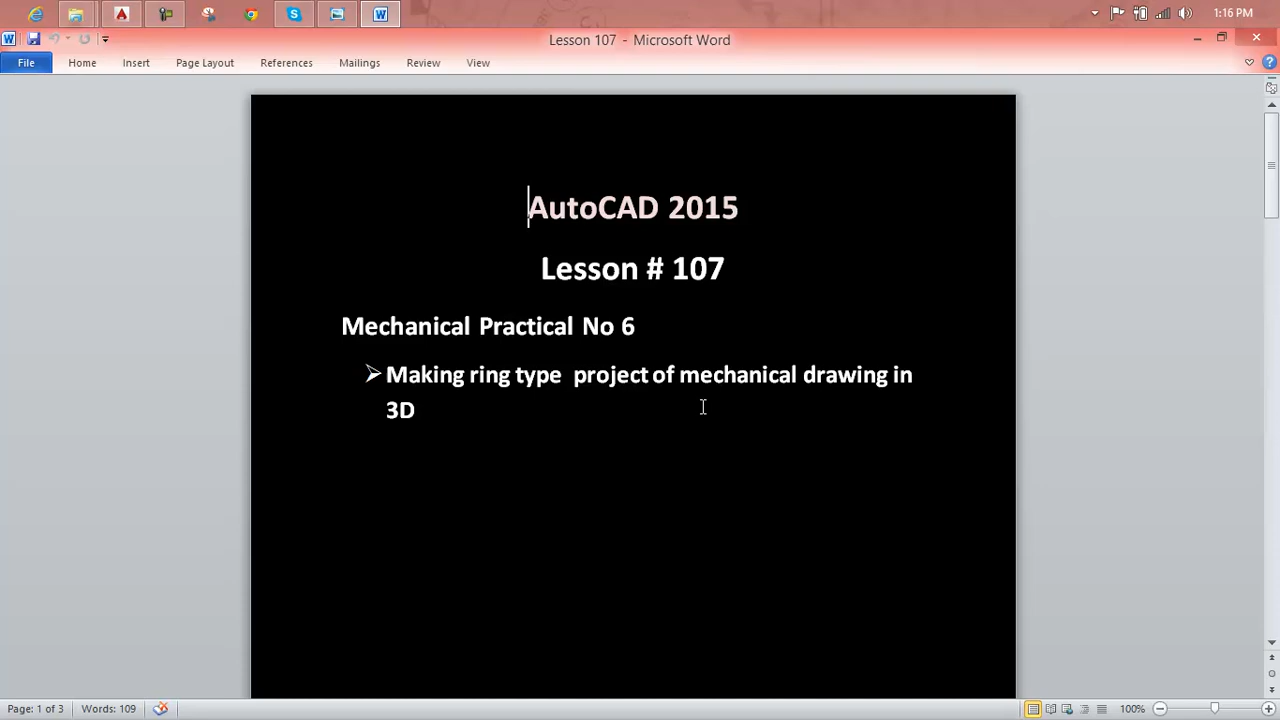 1:16 PM
Lesson 107 - Microsoft Word
File Home Insert Page Layout References Mailings Review View
AutoCAD 2015
Lesson # 107
Mechanical Practical No 6
Making ring type project of mechanical drawing in
3D
Page: 1 of 3 Words: 109 100%